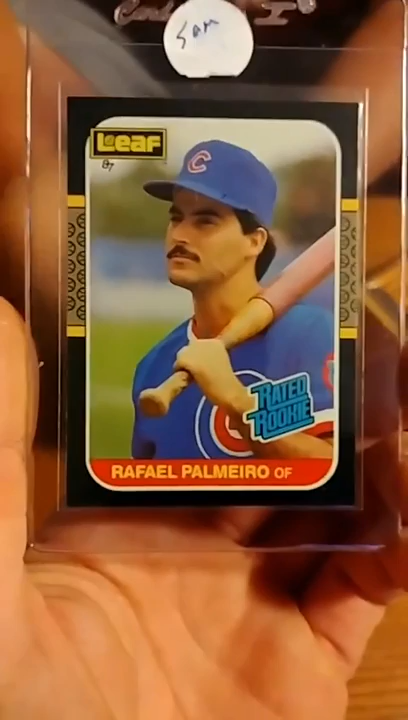 Sam
Leaf
87
C
RATED
ROOKIE
C
RAFAEL PALMEIRO OF